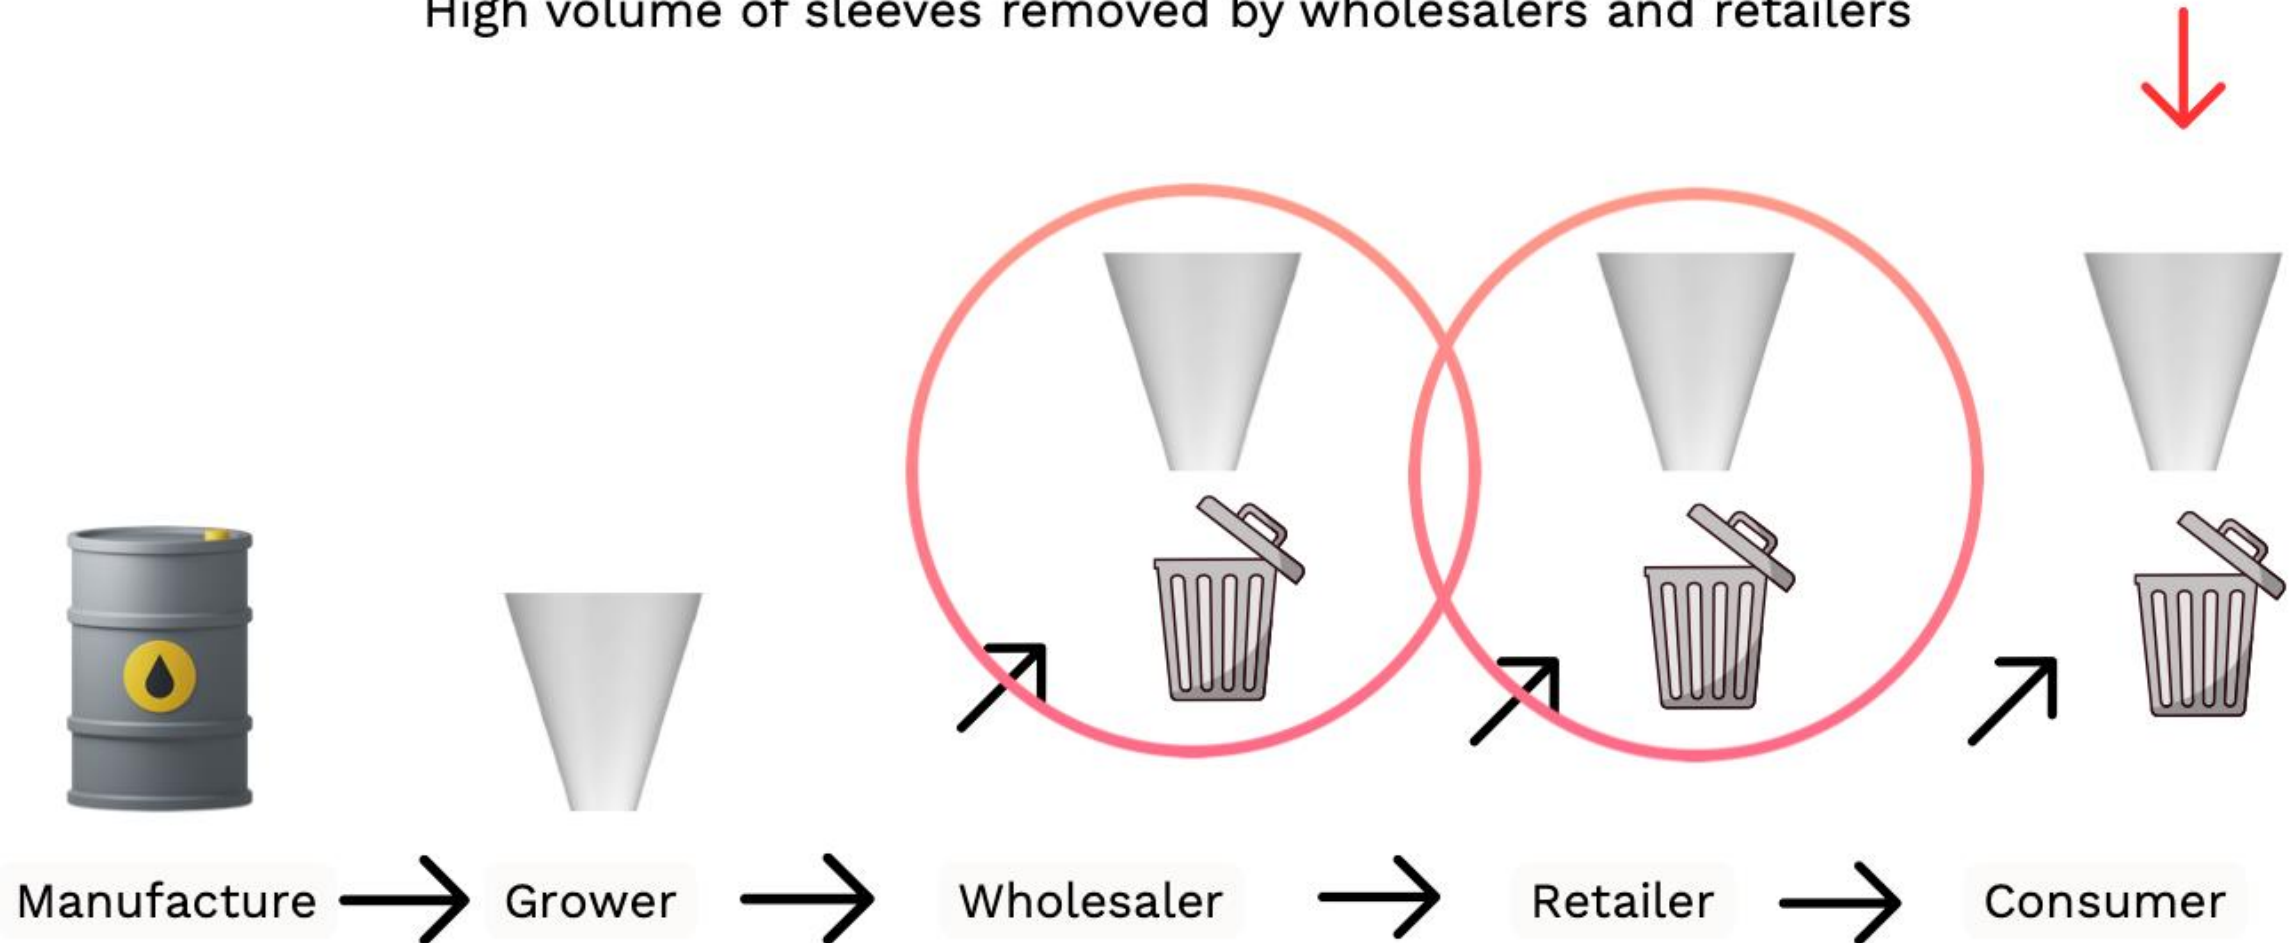 High volume of sleeves removed by wholesalers and retailers
Manufacture
Grower
Wholesaler
Retailer
Consumer